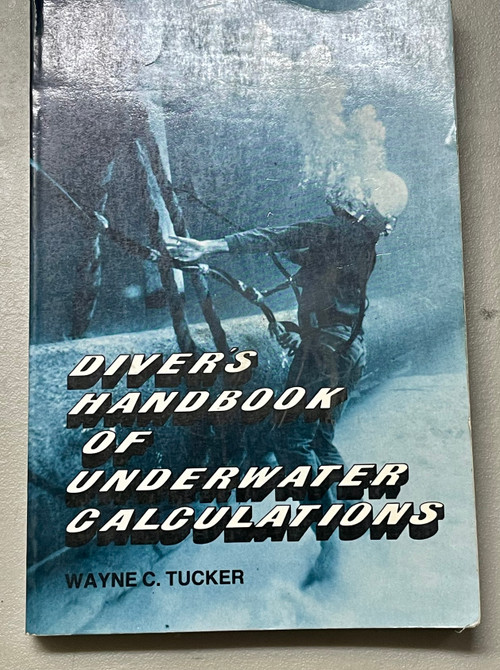 DIVER'S
HANDBOOK
OF
UNDERWATER
CALCULATIONS
WAYNE C. TUCKER